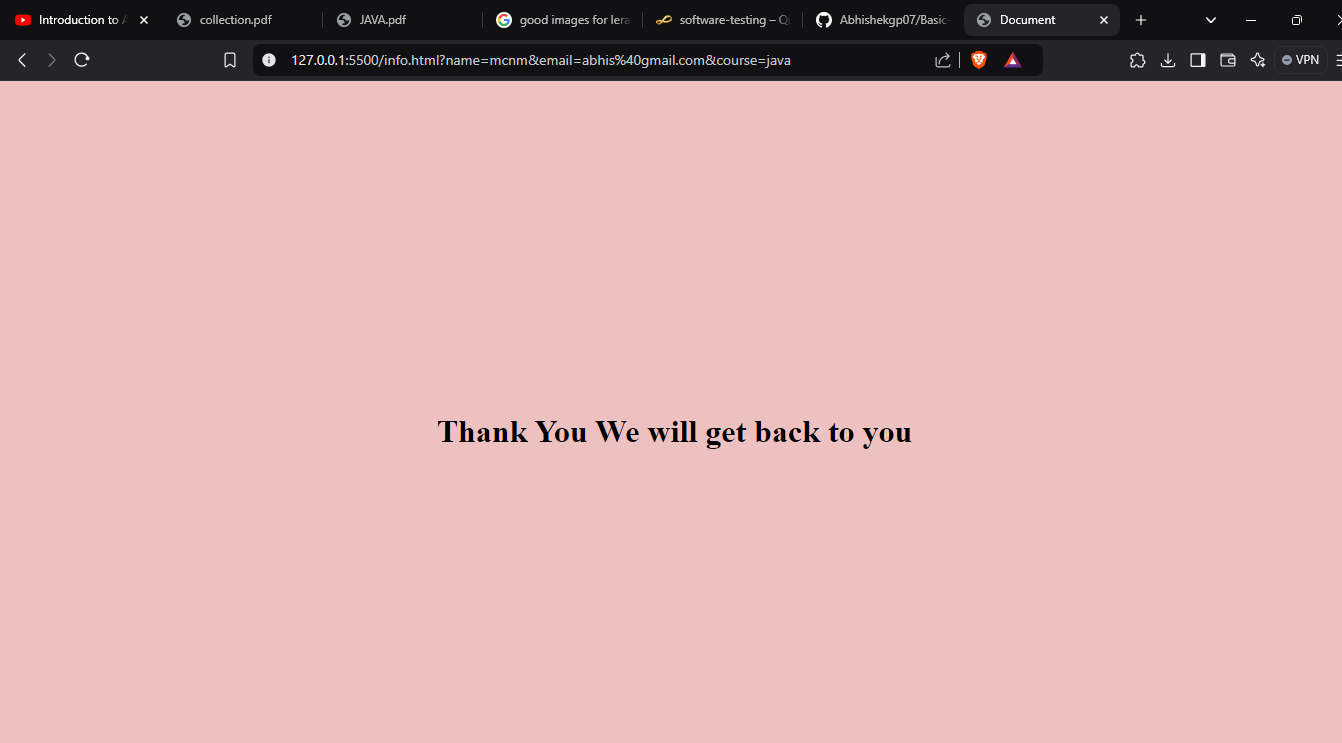 Introduction to
collection.pdf
JAVA.pdf
good images for lera
software-testing –
Abhishekgp07/Basic-
Document
127.0.0.1:5500/info.html?name=mcnm&email=abhis%40gmail.com&course=java
VPN
Thank You We will get back to you